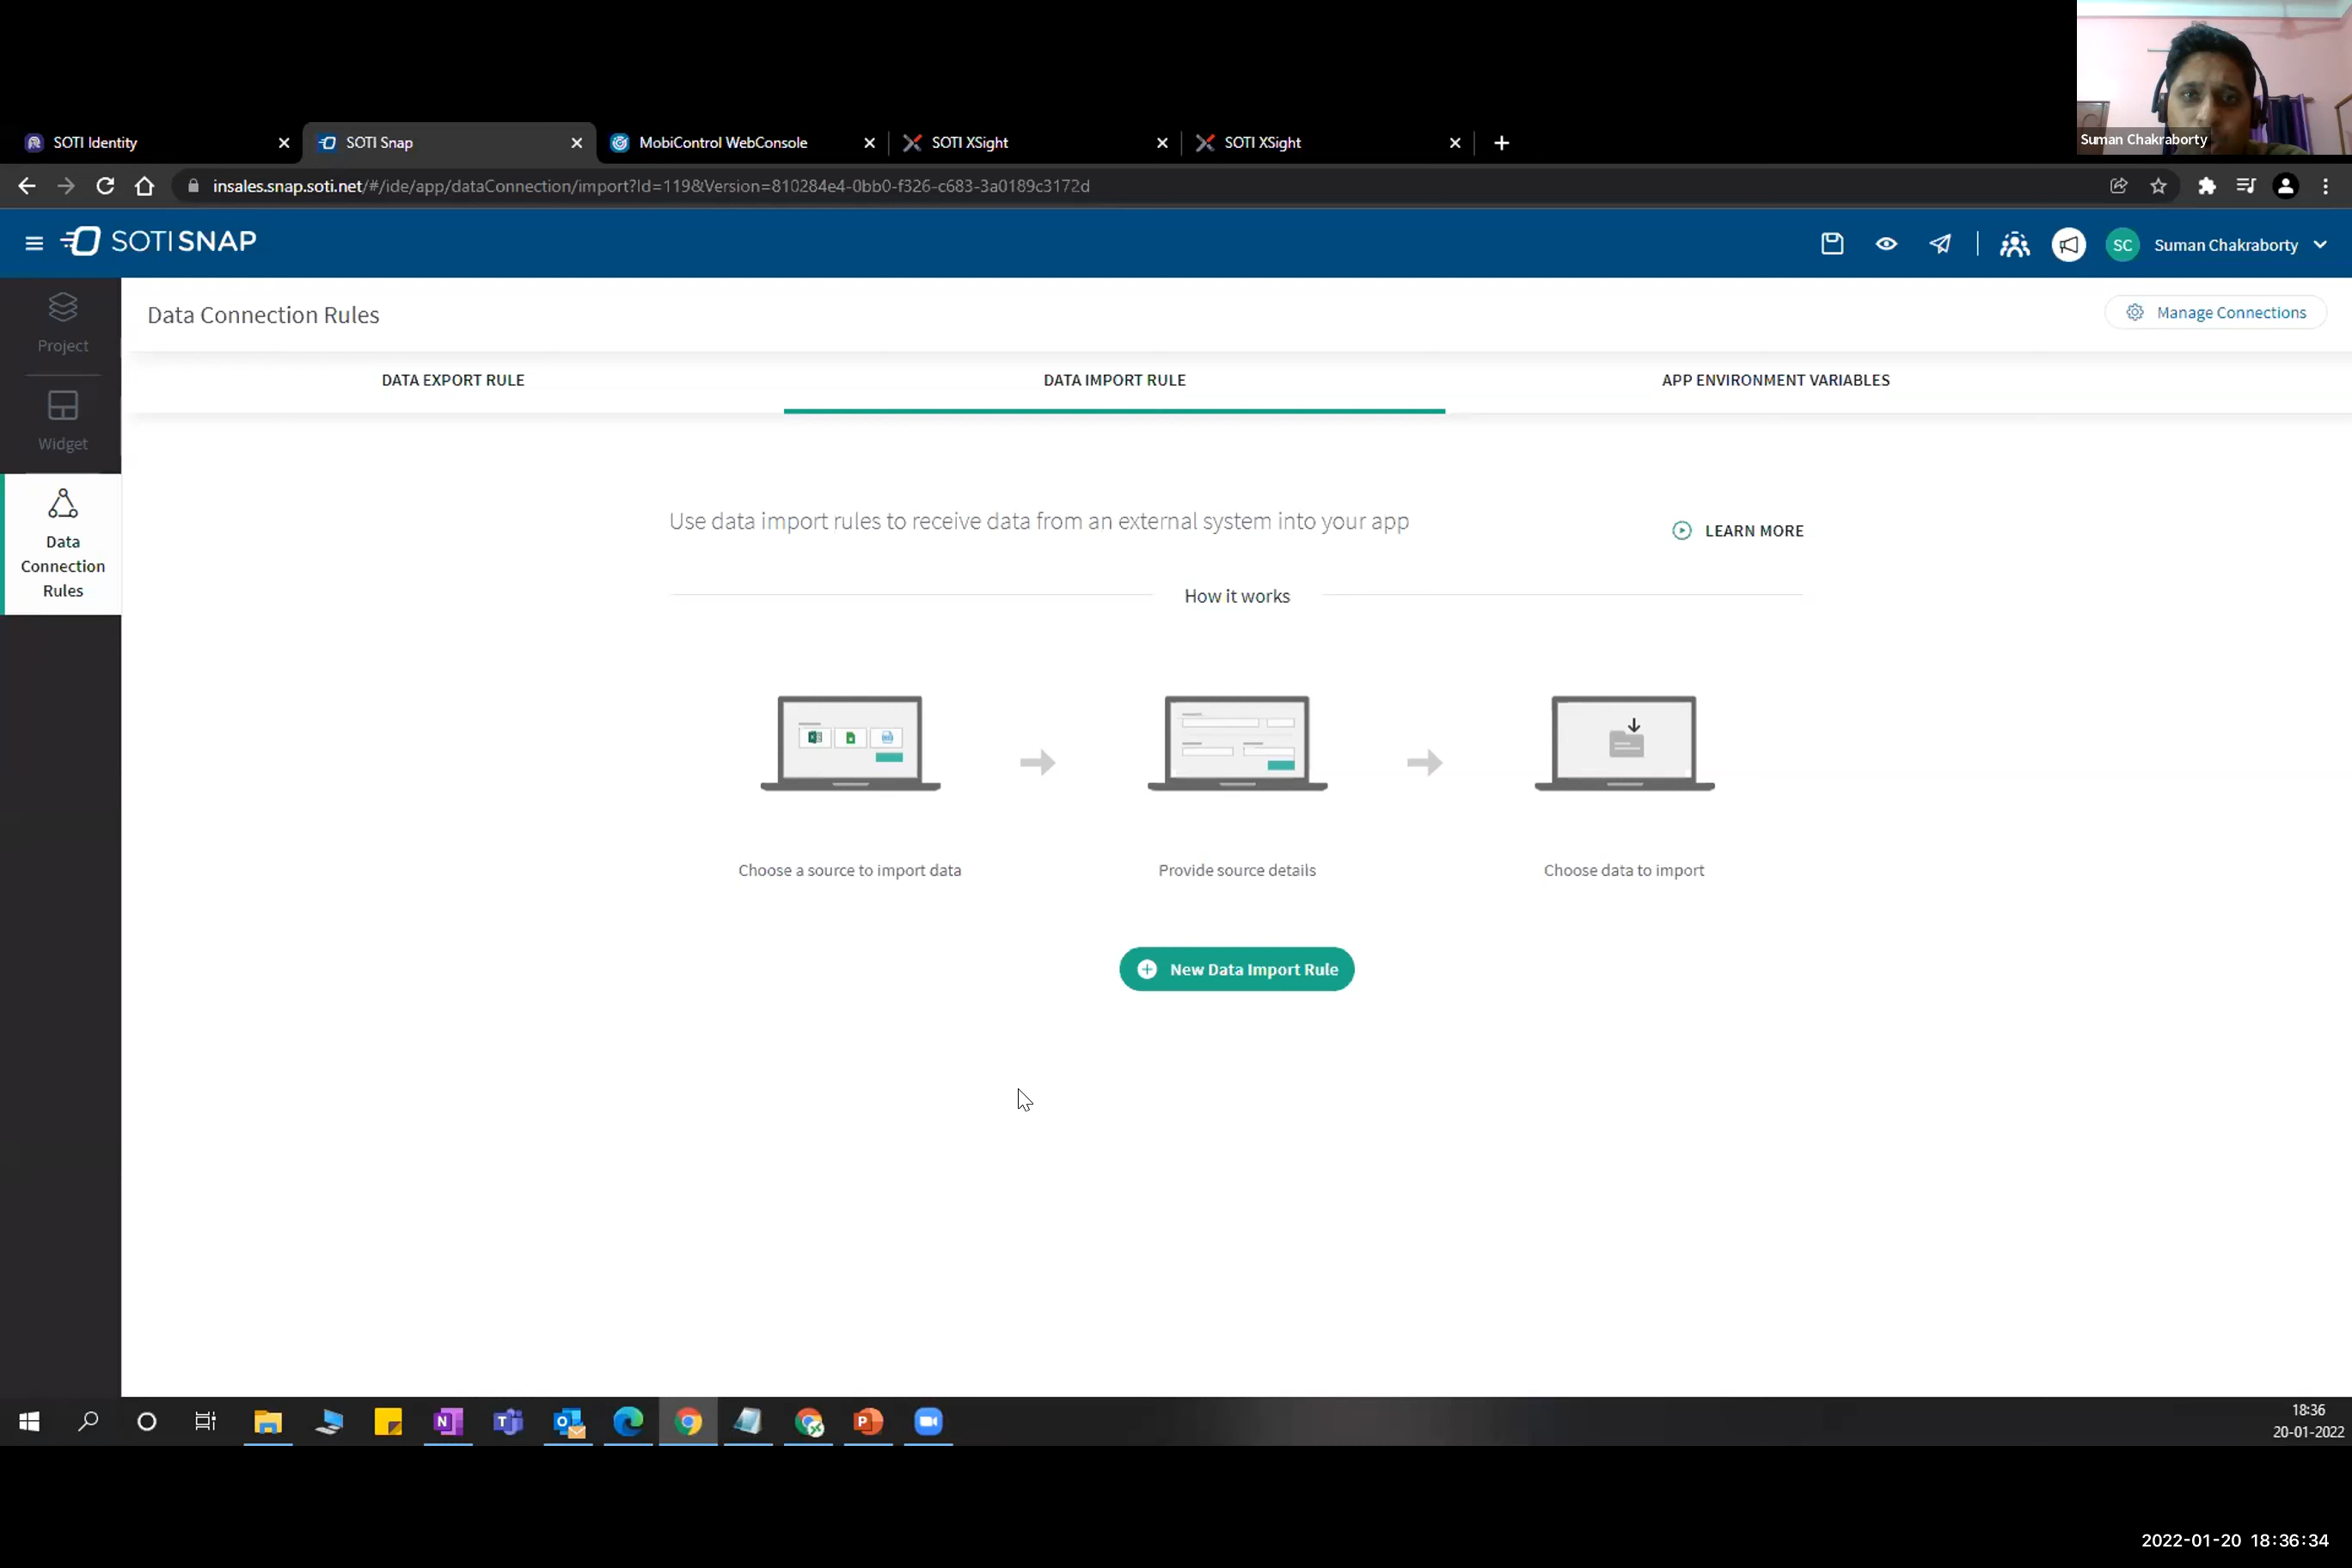 Suman Chakraborty
SOTI Identity
SOTI Snap
MobiControl WebConsole
SOTI XSight
SOTI XSight
insales.snap.soti.net/#/ide/app/dataConnection/import?Id=119&Version=810284e4-0bb0-f326-c683-3a0189c3172d
SOTI SNAP
SC
Suman Chakraborty
Project
Widget
Data
Connection
Rules
Data Connection Rules
Manage Connections
DATA EXPORT RULE
DATA IMPORT RULE
APP ENVIRONMENT VARIABLES
Use data import rules to receive data from an external system into your app
LEARN MORE
How it works
Choose a source to import data
Provide source details
Choose data to import
New Data Import Rule
18:36
20-01-2022
2022-01-20 18:36:34